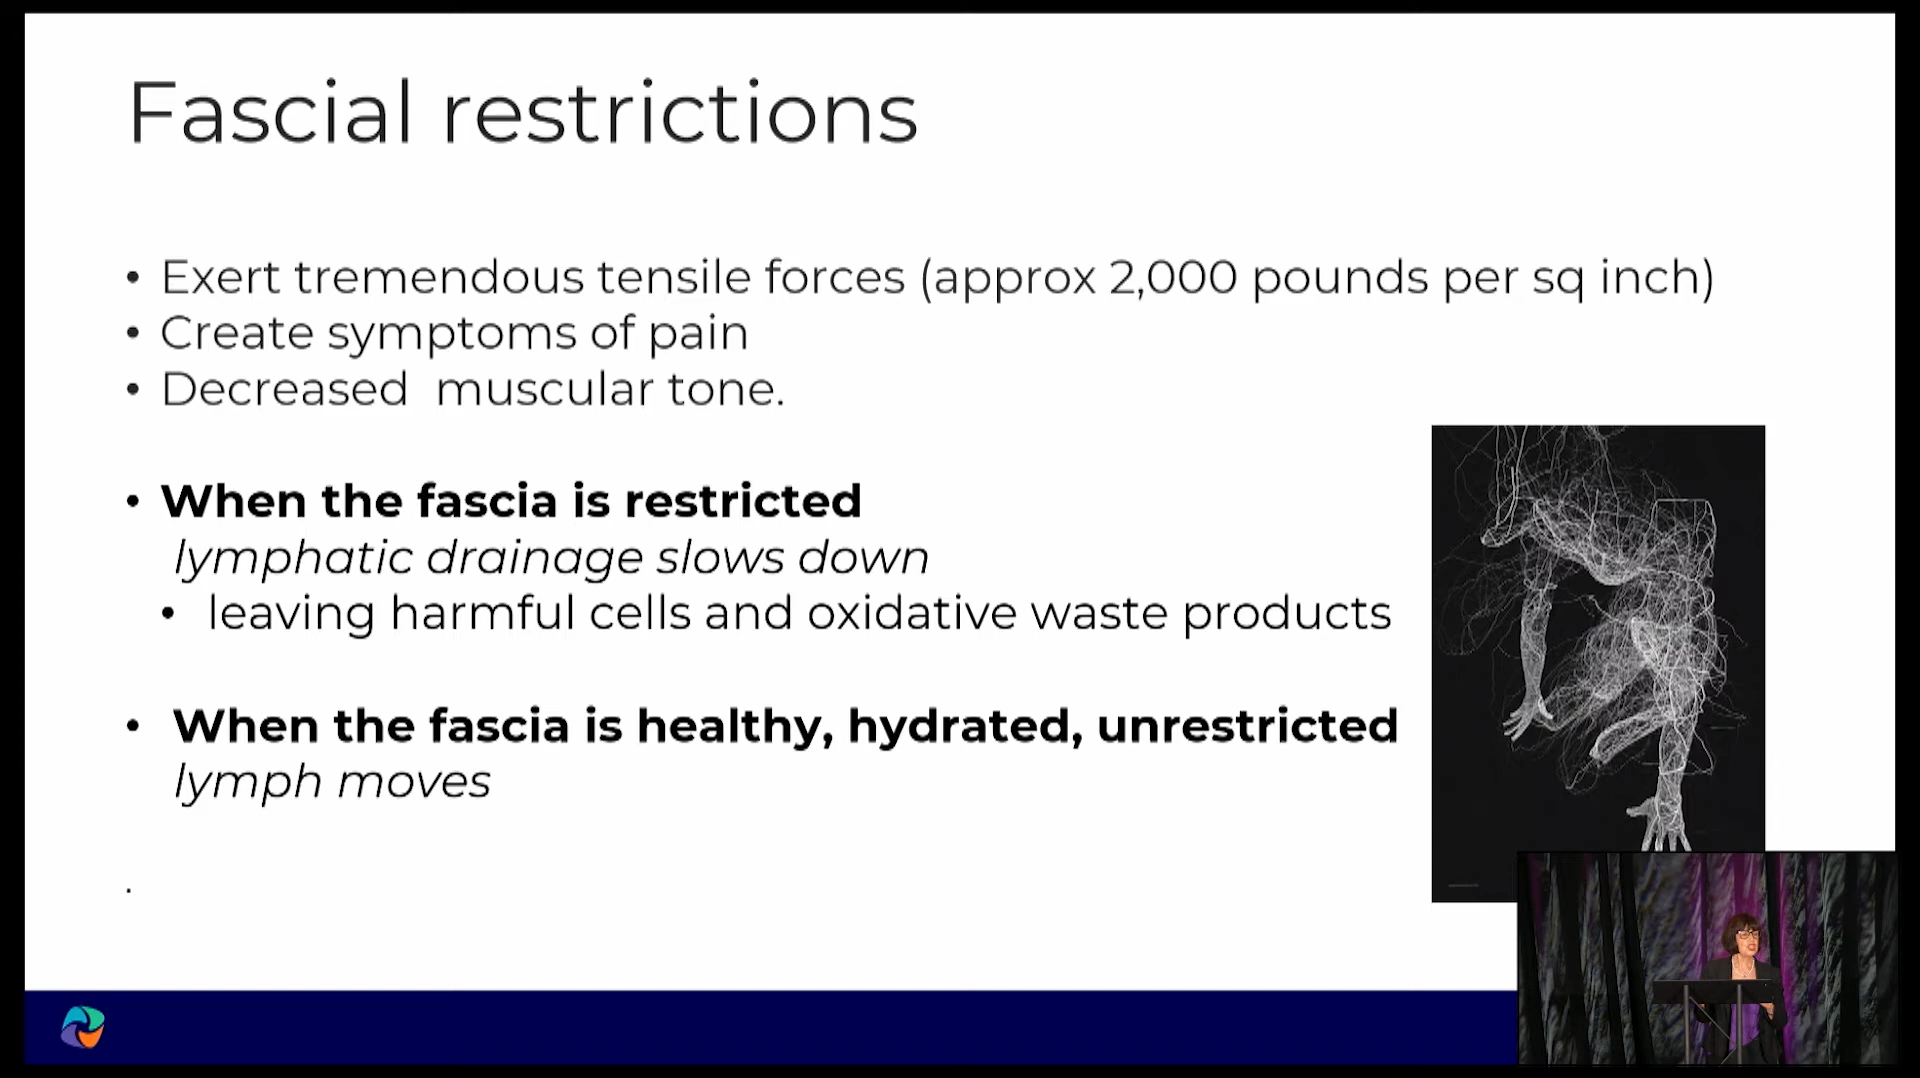 Fascial restrictions
• Exert tremendous tensile forces (approx 2,000 pounds per sq inch)
• Create symptoms of pain
• Decreased  muscular tone.
• When the fascia is restricted
lymphatic drainage slows down
• leaving harmful cells and oxidative waste products
• When the fascia is healthy, hydrated, unrestricted
lymph moves
.